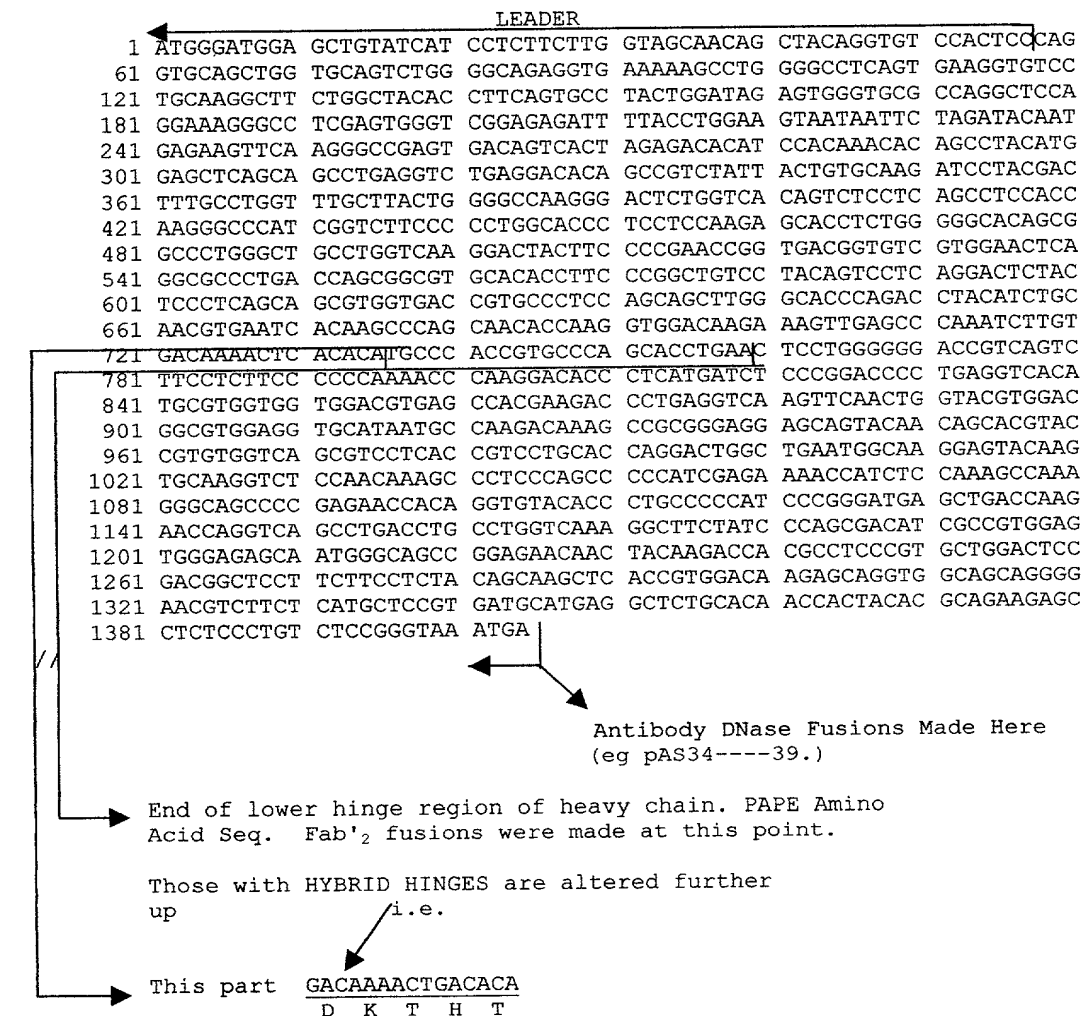 LEADER
1 ATGGGATGGA GCTGTATCAT CCTCTTCTTG GTAGCAACAG CTACAGGTGT CCACTCCCAG
61 GTGCAGCTGG TGCAGTCTGG GGCAGAGGTG AAAAAGCCTG GGGCCTCAGT GAAGGTGTCC
121 TGCAAGGCTT CTGGCTACAC CTTCAGTGCC TACTGGATAG AGTGGGTGCG CCAGGCTCCA
181 GGAAAGGGCC TCGAGTGGGT CGGAGAGATT TTACCTGGAA GTAATAATTC TAGATACAAT
241 GAGAAGTTCA AGGGCCGAGT GACAGTCACT AGAGACACAT CCACAAACAC AGCCTACATG
301 GAGCTCAGCA GCCTGAGGTC TGAGGACACA GCCGTCTATT ACTGTGCAAG ATCCTACGAC
361 TTTGCCTGGT TTGCTTACTG GGGCCAAGGG ACTCTGGTCA CAGTCTCCTC AGCCTCCACC
421 AAGGGCCCAT CGGTCTTCCC CCTGGCACCC TCCTCCAAGA GCACCTCTGG GGGCACAGCG
481 GCCCTGGGCT GCCTGGTCAA GGACTACTTC CCCGAACCGG TGACGGTGTC GTGGAACTCA
541 GGCGCCCTGA CCAGCGGCGT GCACACCTTC CCGGCTGTCC TACAGTCCTC AGGACTCTAC
601 TCCCTCAGCA GCGTGGTGAC CGTGCCCTCC AGCAGCTTGG GCACCCAGAC CTACATCTGC
661 AACGTGAATC ACAAGCCCAG CAACACCAAG GTGGACAAGA AAGTTGAGCC CAAATCTTGT
721 GACAAAACTC ACACATGCCC ACCGTGCCCA GCACCTGAAC TCCTGGGGGG ACCGTCAGTC
781 TTCCTCTTCC CCCCAAAACC CAAGGACACC CTCATGATCT CCCGGACCCC TGAGGTCACA
841 TGCGTGGTGG TGGACGTGAG CCACGAAGAC CCTGAGGTCA AGTTCAACTG GTACGTGGAC
901 GGCGTGGAGG TGCATAATGC CAAGACAAAG CCGCGGGAGG AGCAGTACAA CAGCACGTAC
961 CGTGTGGTCA GCGTCCTCAC CGTCCTGCAC CAGGACTGGC TGAATGGCAA GGAGTACAAG
1021 TGCAAGGTCT CCAACAAAGC CCTCCCAGCC CCCATCGAGA AAACCATCTC CAAAGCCAAA
1081 GGGCAGCCCC GAGAACCACA GGTGTACACC CTGCCCCCAT CCCGGGATGA GCTGACCAAG
1141 AACCAGGTCA GCCTGACCTG CCTGGTCAAA GGCTTCTATC CCAGCGACAT CGCCGTGGAG
1201 TGGGAGAGCA ATGGGCAGCC GGAGAACAAC TACAAGACCA CGCCTCCCGT GCTGGACTCC
1261 GACGGCTCCT TCTTCCTCTA CAGCAAGCTC ACCGTGGACA AGAGCAGGTG GCAGCAGGGG
1321 AACGTCTTCT CATGCTCCGT GATGCATGAG GCTCTGCACA ACCACTACAC GCAGAAGAGC
1381 CTCTCCCTGT CTCCGGGTAA ATGA
Antibody DNase Fusions Made Here
(eg pAS34----39.)
End of lower hinge region of heavy chain. PAPE Amino
Acid Seq. Fab'2 fusions were made at this point.
Those with HYBRID HINGES are altered further
up i.e.
This part GACAAAACTGACACA
D K T H T